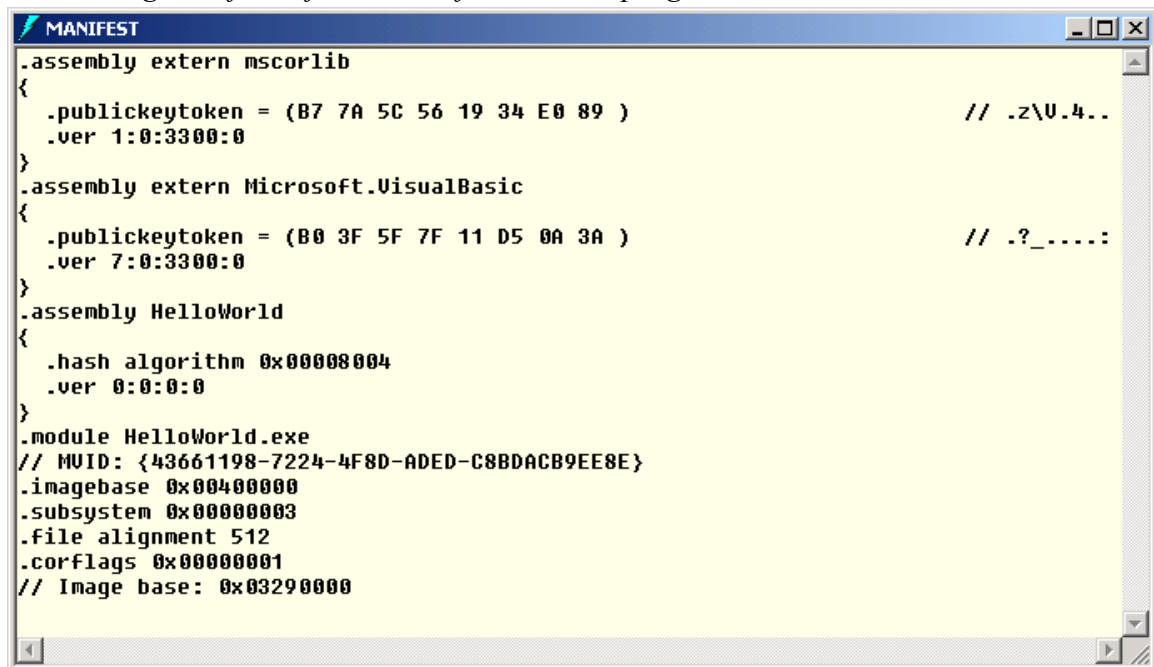 MANIFEST
.assembly extern mscorlib
{
.publickeytoken = (B7 7A 5C 56 19 34 E0 89 ) // .z\V.4..
.ver 1:0:3300:0
}
.assembly extern Microsoft.VisualBasic
{
.publickeytoken = (B0 3F 5F 7F 11 D5 0A 3A ) // .?_....:
.ver 7:0:3300:0
}
.assembly HelloWorld
{
.hash algorithm 0x00008004
.ver 0:0:0:0
}
.module HelloWorld.exe
// MVID: {43661198-7224-4F8D-ADED-C8BDACB9EE8E}
.imagebase 0x00400000
.subsystem 0x00000003
.file alignment 512
.corflags 0x00000001
// Image base: 0x03290000